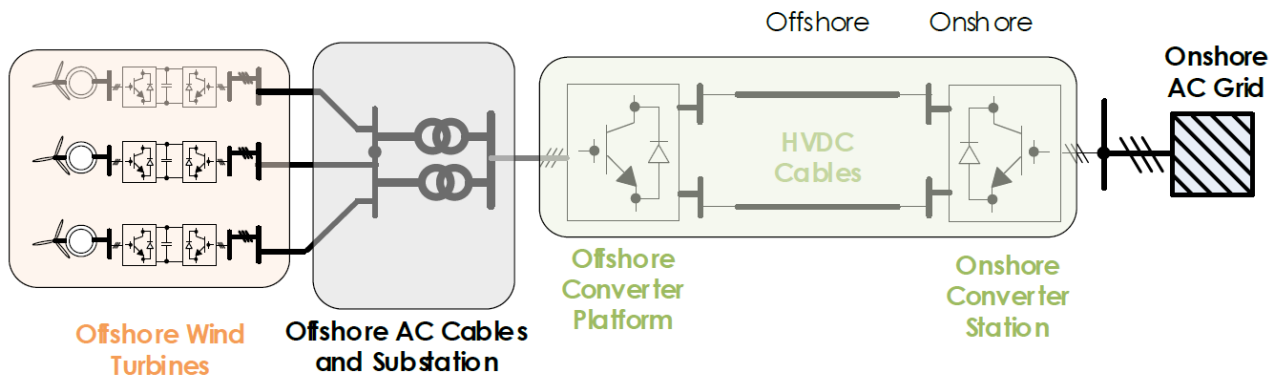 Offshore Onshore
Onshore
AC Grid
HVDC
Cables
Offshore Wind
Turbines
Offshore AC Cables
and Substation
Offshore
Converter
Platform
Onshore
Converter
Station